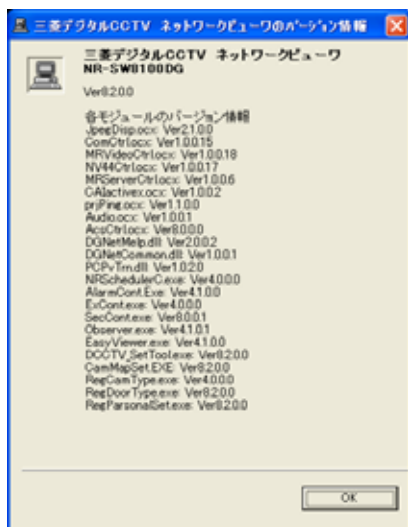 三菱デジタルCCTV ネットワークビューワのバージョン情報
三菱デジタルCCTV ネットワークビューワ
NR-SW8100DG
Ver8.2.0.0
各モジュールのバージョン情報
JpegDisp.ocx: Ver2.1.0.0
ComCtrl.ocx: Ver1.0.0.15
MRVideoCtrl.ocx: Ver1.0.0.18
NV44Ctrl.ocx: Ver1.0.0.17
MRServerCtrl.ocx: Ver1.0.0.6
CAIactivex.ocx: Ver1.0.0.2
prjPing.ocx: Ver1.1.0.0
Audio.ocx: Ver1.0.0.1
AcsCtrl.ocx: Ver8.0.0.0
DGNetMelp.dll: Ver2.0.0.2
DGNetCommon.dll: Ver1.0.0.1
PCPvTrn.dll: Ver1.0.2.0
NRSchedulerC.exe: Ver4.0.0.0
AlarmCont.Exe: Ver4.1.0.0
ExCont.exe: Ver4.0.0.0
SecCont.exe: Ver8.0.0.1
Observer.exe: Ver4.1.0.1
EasyViewer.exe: Ver4.1.0.0
DCCTV_SetTool.exe: Ver8.2.0.0
CamMapSet.EXE: Ver8.2.0.0
RegCamType.exe: Ver4.0.0.0
RegDoorType.exe: Ver8.2.0.0
RegParsonalSet.exe: Ver8.2.0.0
OK